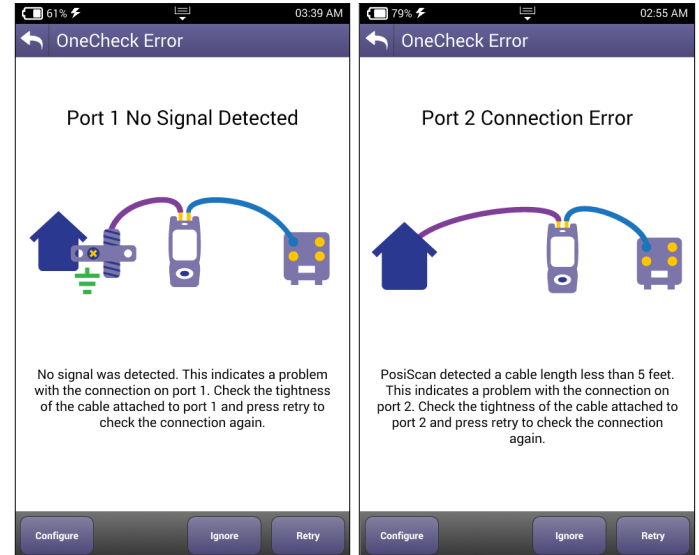 61%
03:39 AM
OneCheck Error
Port 1 No Signal Detected
No signal was detected. This indicates a problem
with the connection on port 1. Check the tightness
of the cable attached to port 1 and press retry to
check the connection again.
Configure
Ignore
Retry
79%
02:55 AM
OneCheck Error
Port 2 Connection Error
PosiScan detected a cable length less than 5 feet.
This indicates a problem with the connection on
port 2. Check the tightness of the cable attached to
port 2 and press retry to check the connection
again.
Configure
Ignore
Retry